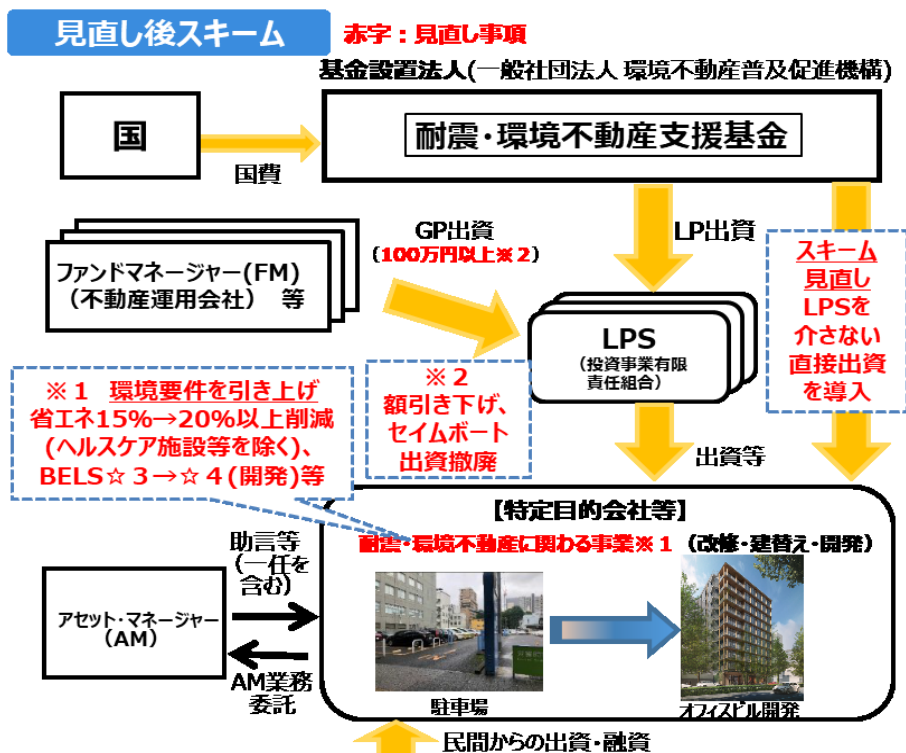 見直し後スキーム
赤字:見直し事項
基金設置法人(一般社団法人 環境不動産普及促進機構)
国
国費
耐震・環境不動産支援基金
ファンドマネージャー(FM)
(不動産運用会社) 等
GP出資
(100万円以上※2)
LP出資
スキーム
見直し
LPSを
介さない
直接出資
を導入
LPS
(投資事業有限
責任組合)
※1 環境要件を引き上げ
省エネ15%→20%以上削減
(ヘルスケア施設等を除く)、
BELS☆3→☆4(開発)等
※2
額引き下げ、
セイムボート
出資撤廃
出資等
【特定目的会社等】
耐震・環境不動産に関わる事業※1 (改修・建替え・開発)
助言等
(一任を
含む)
アセット・マネージャー
(AM)
AM業務
委託
駐車場
オフィスビル開発
民間からの出資・融資